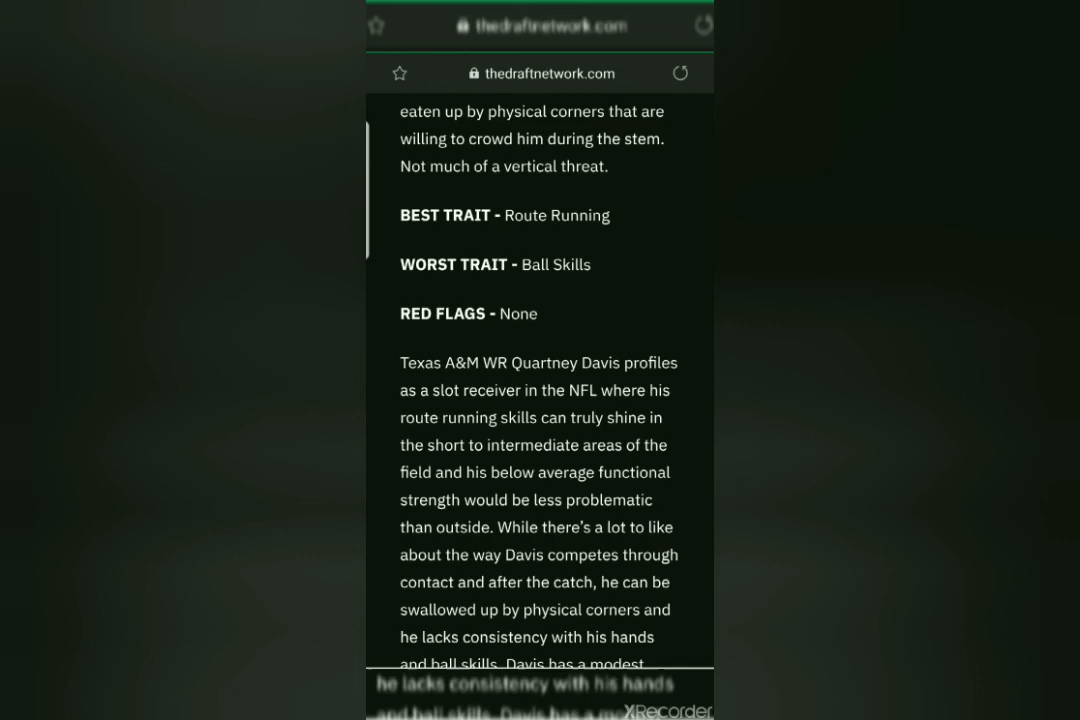 thedraftnetwork.com
thedraftnetwork.com
eaten up by physical corners that are
willing to crowd him during the stem.
Not much of a vertical threat.
BEST TRAIT - Route Running
WORST TRAIT - Ball Skills
RED FLAGS - None
Texas A&M WR Quartney Davis profiles
as a slot receiver in the NFL where his
route running skills can truly shine in
the short to intermediate areas of the
field and his below average functional
strength would be less problematic
than outside. While there's a lot to like
about the way Davis competes through
contact and after the catch, he can be
swallowed up by physical corners and
he lacks consistency with his hands
and ball skills. Davis has a modest
he lacks consistency with his hands
and ball skills. Davis has a mo
XRecorder